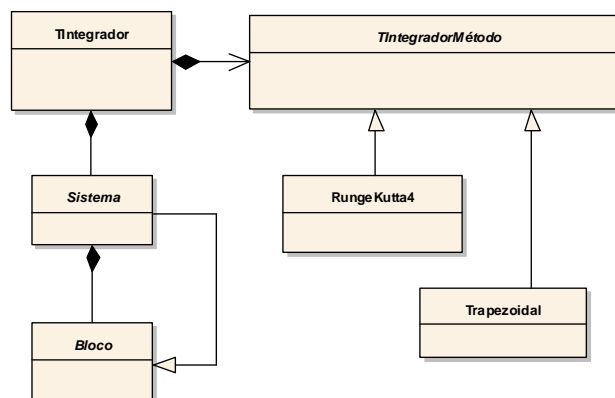 TIntegrador
TIntegradorMétodo
Sistema
RungeKutta4
Trapezoidal
Bloco